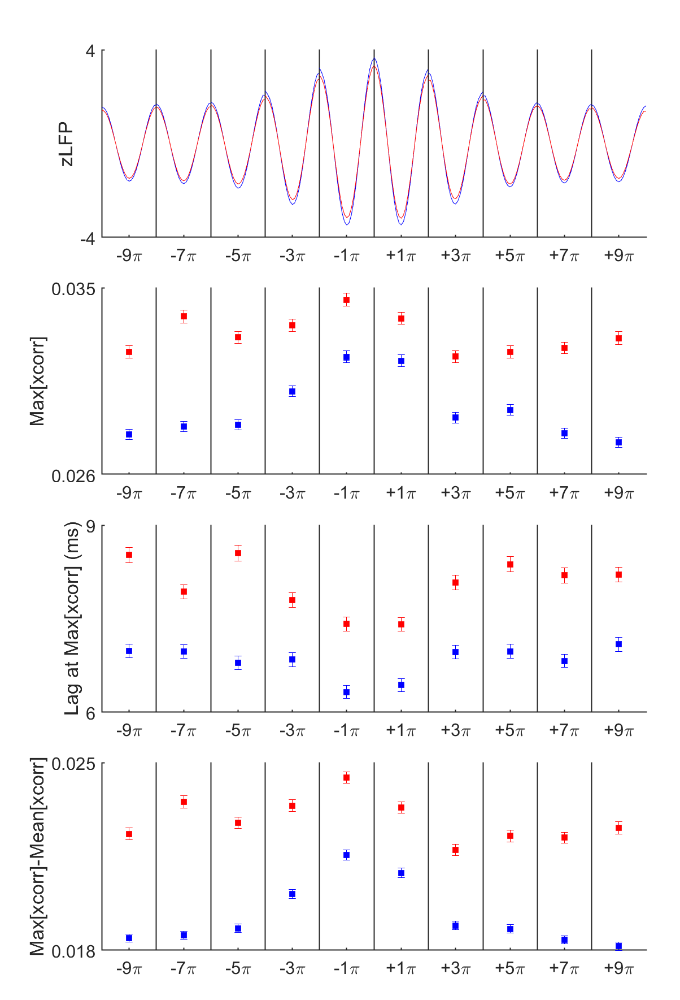 4
zLFP
-4
-9π -7π -5π -3π -1π +1π +3π +5π +7π +9π
0.035
Max[xcorr]
0.026
-9π -7π -5π -3π -1π +1π +3π +5π +7π +9π
9
Lag at Max[xcorr] (ms)
6
-9π -7π -5π -3π -1π +1π +3π +5π +7π +9π
0.025
Max[xcorr]-Mean[xcorr]
0.018
-9π -7π -5π -3π -1π +1π +3π +5π +7π +9π